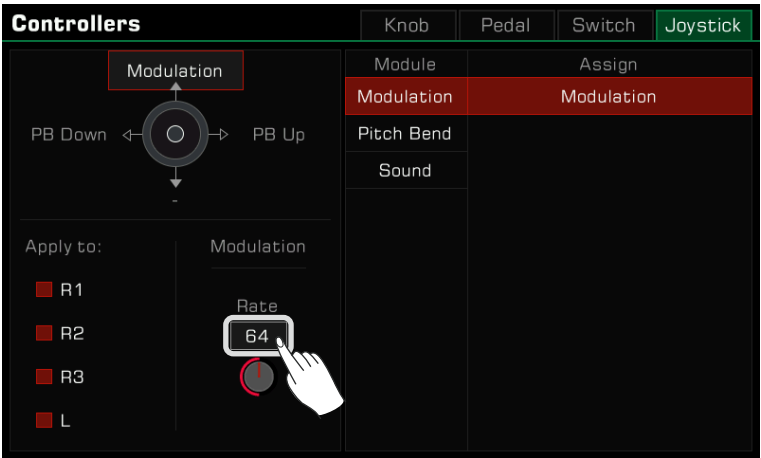 Controllers
Knob
Pedal
Switch
Joystick
Modulation
PB Down
PB Up
-
Apply to:
R1
R2
R3
L
Modulation
Rate
64
Module
Assign
Modulation
Modulation
Pitch Bend
Sound